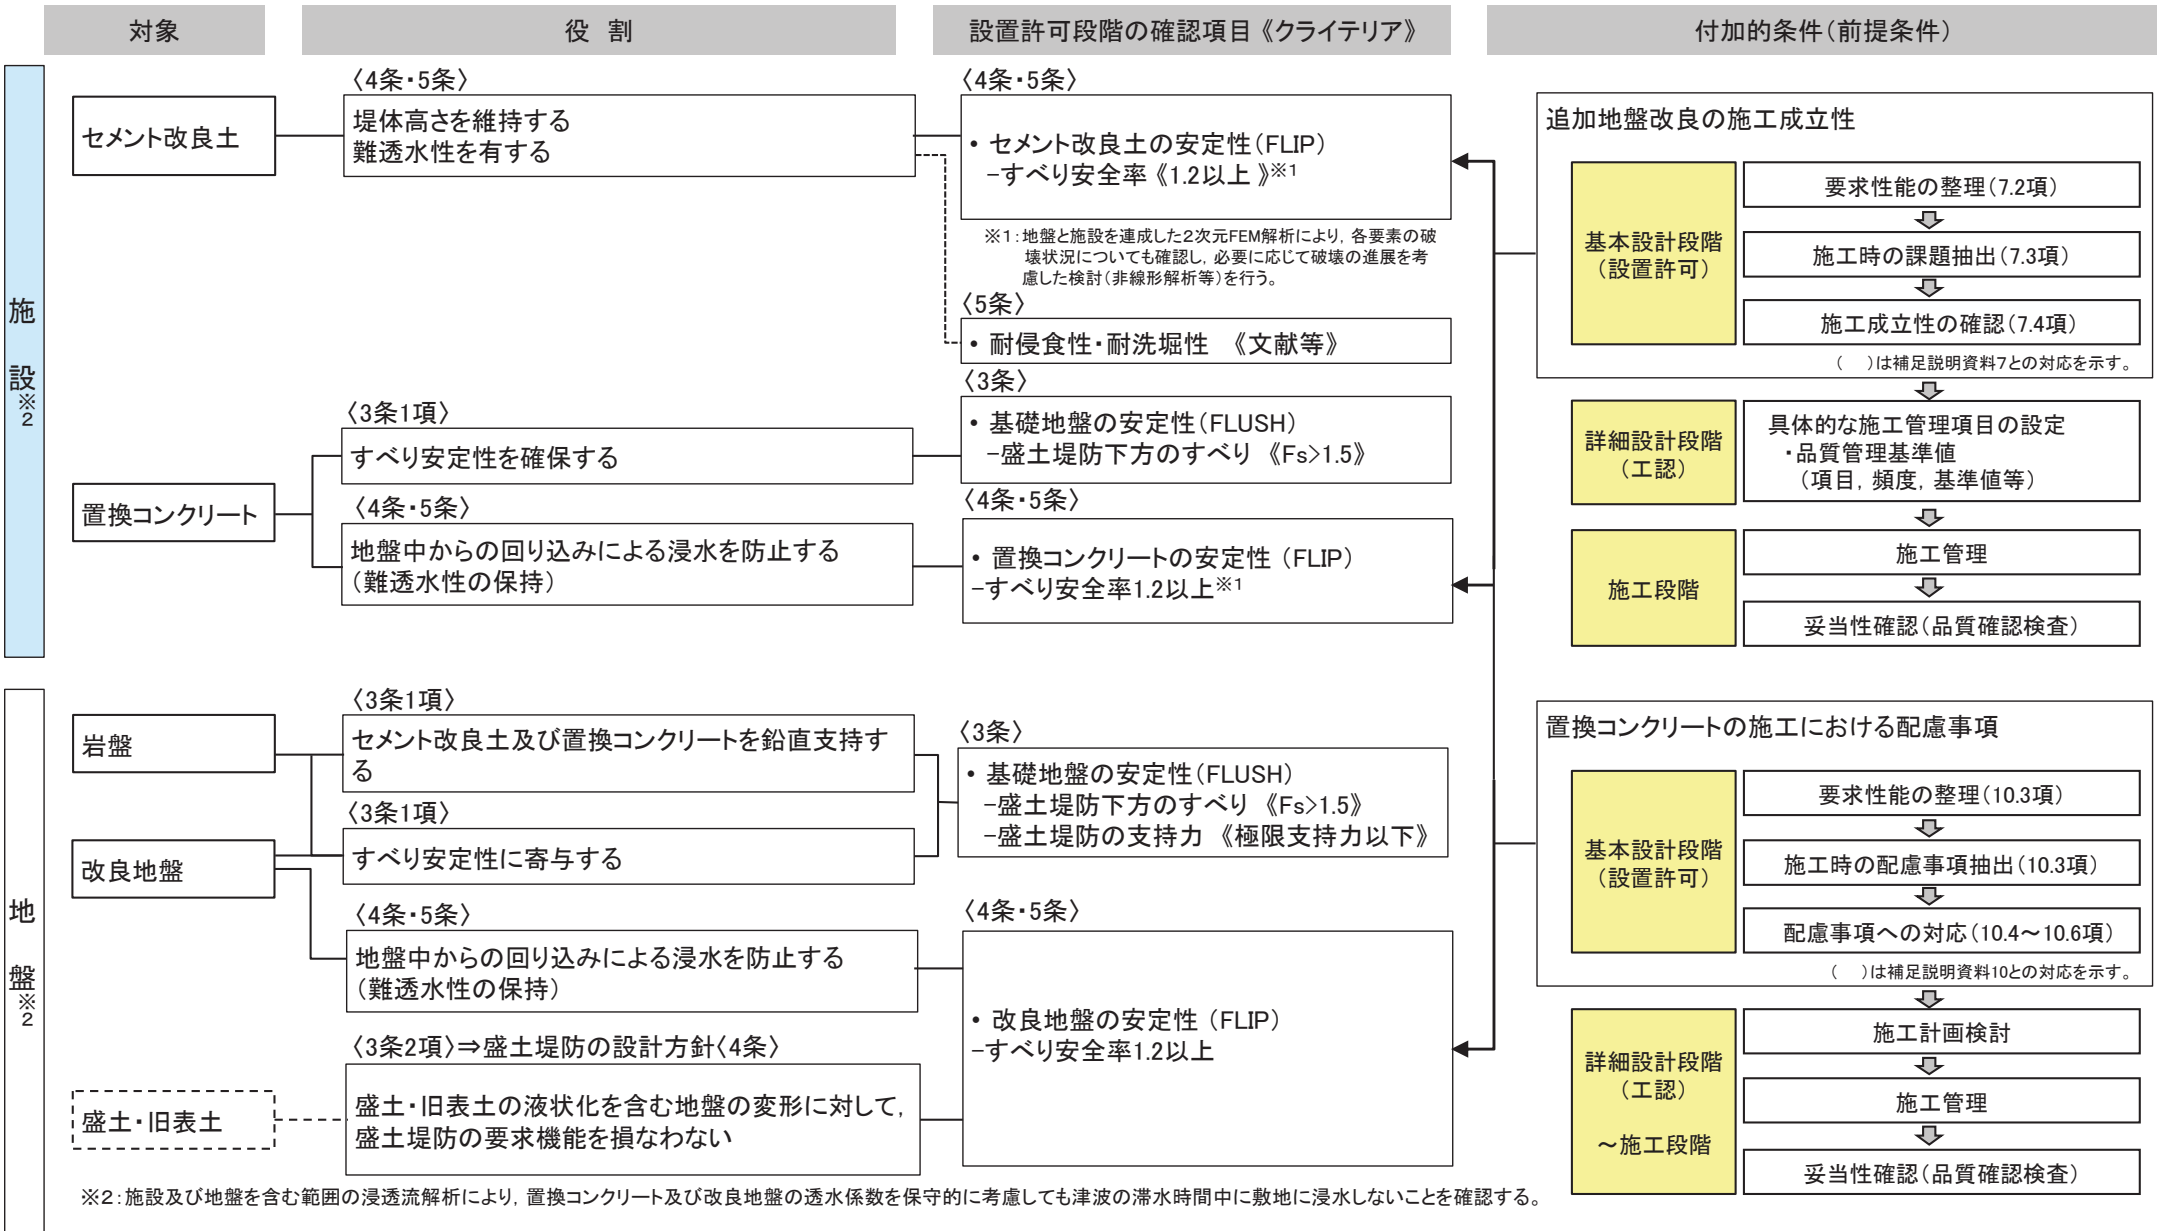 対象
役 割
設置許可段階の確認項目《クライテリア》
付加的条件（前提条件）
施
設
※2
〈4条・5条〉
セメント改良土
堤体高さを維持する
難透水性を有する
〈4条・5条〉
• セメント改良土の安定性（FLIP）
−すべり安全率《1.2以上 》※1
※1：地盤と施設を連成した2次元FEM解析により，各要素の破
壊状況についても確認し，必要に応じて破壊の進展を考
慮した検討（非線形解析等）を行う。
〈5条〉
• 耐侵食性・耐洗堀性 《文献等》
置換コンクリート
〈3条1項〉
すべり安定性を確保する
〈3条〉
• 基礎地盤の安定性（FLUSH）
−盛土堤防下方のすべり 《Fs>1.5》
〈4条・5条〉
地盤中からの回り込みによる浸水を防止する
（難透水性の保持）
〈4条・5条〉
• 置換コンクリートの安定性 （FLIP）
−すべり安全率1.2以上※1
地
盤
※2
岩盤
〈3条1項〉
セメント改良土及び置換コンクリートを鉛直支持す
る
改良地盤
〈3条1項〉
すべり安定性に寄与する
〈3条〉
• 基礎地盤の安定性（FLUSH）
−盛土堤防下方のすべり 《Fs>1.5》
−盛土堤防の支持力 《極限支持力以下》
〈4条・5条〉
地盤中からの回り込みによる浸水を防止する
（難透水性の保持）
〈4条・5条〉
• 改良地盤の安定性 （FLIP）
−すべり安全率1.2以上
〈3条2項〉⇒盛土堤防の設計方針〈4条〉
盛土・旧表土
盛土・旧表土の液状化を含む地盤の変形に対して，
盛土堤防の要求機能を損なわない
追加地盤改良の施工成立性
基本設計段階
（設置許可）
要求性能の整理（7.2項）
施工時の課題抽出（7.3項）
施工成立性の確認（7.4項）
（　）は補足説明資料7との対応を示す。
詳細設計段階
（工認）
具体的な施工管理項目の設定
・品質管理基準値
（項目，頻度，基準値等）
施工段階
施工管理
妥当性確認（品質確認検査）
置換コンクリートの施工における配慮事項
基本設計段階
（設置許可）
要求性能の整理（10.3項）
施工時の配慮事項抽出（10.3項）
配慮事項への対応（10.4～10.6項）
（　）は補足説明資料10との対応を示す。
詳細設計段階
（工認）
～施工段階
施工計画検討
施工管理
妥当性確認（品質確認検査）
※2：施設及び地盤を含む範囲の浸透流解析により，置換コンクリート及び改良地盤の透水係数を保守的に考慮しても津波の滞水時間中に敷地に浸水しないことを確認する。